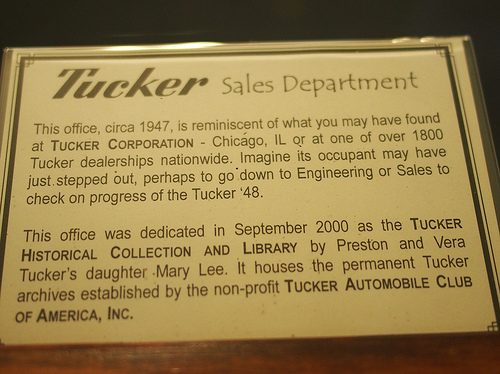 Tucker Sales Department
This office, circa 1947, is reminiscent of what you may have found
at TUCKER CORPORATION - Chicago, IL or at one of over 1800
Tucker dealerships nationwide. Imagine its occupant may have
just stepped out, perhaps to go down to Engineering or Sales to
check on progress of the Tucker ‘48.
This office was dedicated in September 2000 as the TUCKER
HISTORICAL COLLECTION AND LIBRARY by Preston and Vera
Tucker's daughter Mary Lee. It houses the permanent Tucker
archives established by the non-profit TUCKER AUTOMOBILE CLUB
OF AMERICA, INC.